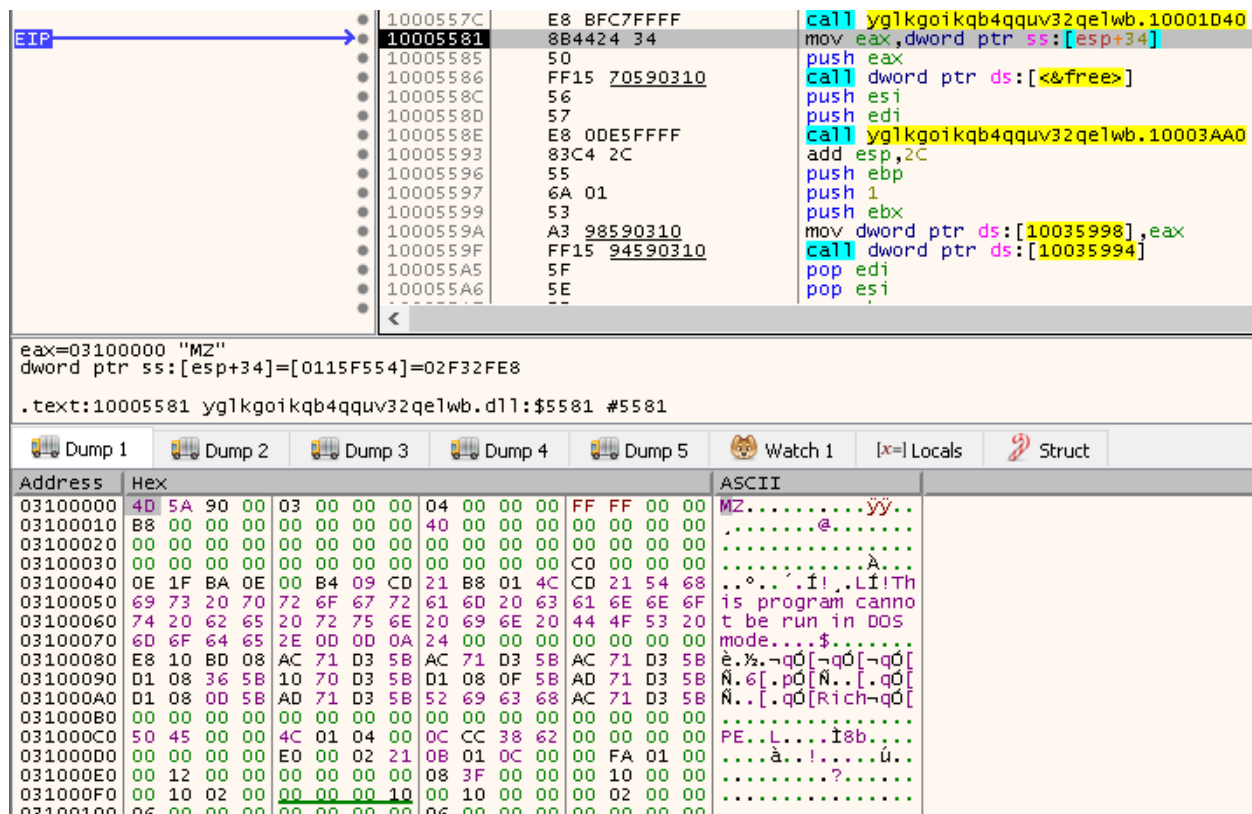 1000557C E8 BFC7FFFF call yglkgoikqb4qquv32qelwb.10001D40
EIP 10005581 8B4424 34 mov eax,dword ptr ss:[esp+34]
10005585 50 push eax
10005586 FF15 70590310 call dword ptr ds:[<&free>]
1000558C 56 push esi
1000558D 57 push edi
1000558E E8 0DE5FFFF call yglkgoikqb4qquv32qelwb.10003AA0
10005593 83C4 2C add esp,2C
10005596 55 push ebp
10005597 6A 01 push 1
10005599 53 push ebx
1000559A A3 98590310 mov dword ptr ds:[10035998],eax
1000559F FF15 94590310 call dword ptr ds:[10035994]
100055A5 5F pop edi
100055A6 5E pop esi
eax=03100000 "MZ"
dword ptr ss:[esp+34]=[0115F554]=02F32FE8
.text:10005581 yglkgoikqb4qquv32qelwb.dll:$5581 #5581
Dump 1 Dump 2 Dump 3 Dump 4 Dump 5 Watch 1 [x=] Locals Struct
Address Hex ASCII
03100000 4D 5A 90 00 03 00 00 00 04 00 00 00 FF FF 00 00 MZ..........ÿÿ..
03100010 B8 00 00 00 00 00 00 00 40 00 00 00 00 00 00 00 ¸.......@.......
03100020 00 00 00 00 00 00 00 00 00 00 00 00 00 00 00 00 ................
03100030 00 00 00 00 00 00 00 00 00 00 00 00 C0 00 00 00 ............À...
03100040 0E 1F BA 0E 00 B4 09 CD 21 B8 01 4C CD 21 54 68 ..º..´.Í!¸.LÍ!Th
03100050 69 73 20 70 72 6F 67 72 61 6D 20 63 61 6E 6E 6F is program canno
03100060 74 20 62 65 20 72 75 6E 20 69 6E 20 44 4F 53 20 t be run in DOS
03100070 6D 6F 64 65 2E 0D 0D 0A 24 00 00 00 00 00 00 00 mode....$.......
03100080 E8 10 BD 08 AC 71 D3 5B AC 71 D3 5B AC 71 D3 5B è.½.¬qÓ[¬qÓ[¬qÓ[
03100090 D1 08 36 5B 10 70 D3 5B D1 08 0F 5B AD 71 D3 5B Ñ.6[.pÓ[Ñ..[.qÓ[
031000A0 D1 08 0D 5B AD 71 D3 5B 52 69 63 68 AC 71 D3 5B Ñ..[.qÓ[Rich¬qÓ[
031000B0 00 00 00 00 00 00 00 00 00 00 00 00 00 00 00 00 ................
031000C0 50 45 00 00 4C 01 04 00 0C CC 38 62 00 00 00 00 PE..L....Ì8b....
031000D0 00 00 00 00 E0 00 02 21 0B 01 0C 00 00 FA 01 00 ....à..!.....ú..
031000E0 00 12 00 00 00 00 00 00 08 3F 00 00 00 10 00 00 .........?......
031000F0 00 10 02 00 00 00 00 10 00 10 00 00 00 02 00 00 ................
03100100 06 00 00 00 00 00 00 00 06 00 00 00 00 00 00 00